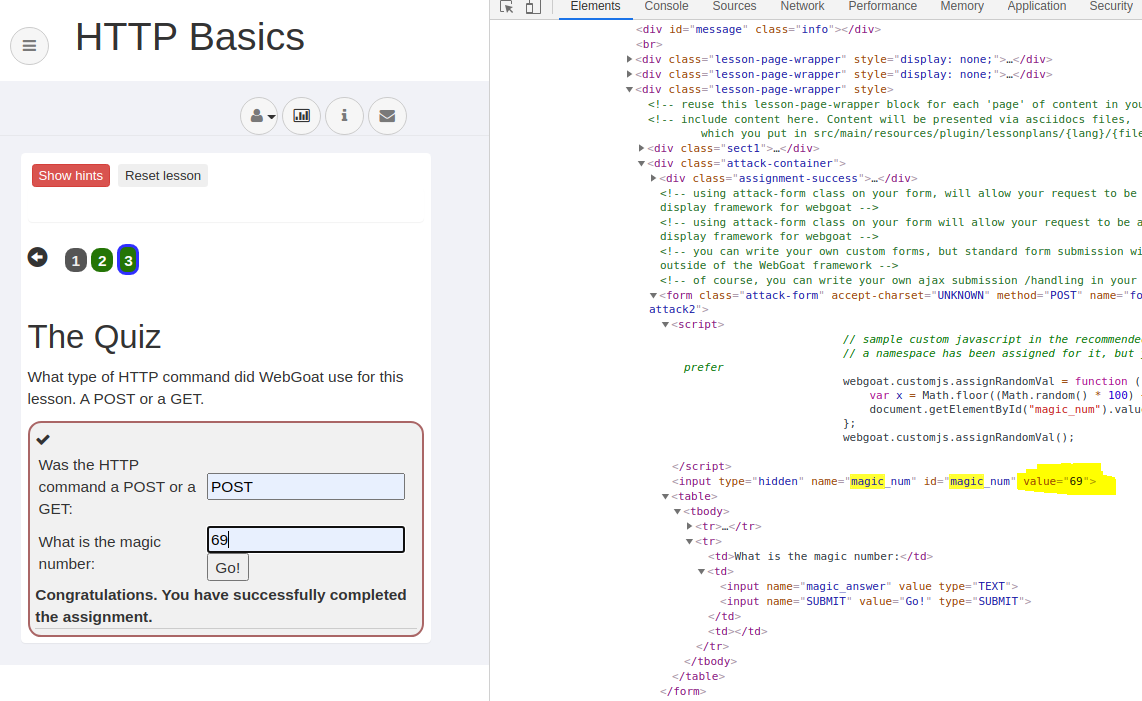 HTTP Basics
Show hints
Reset lesson
1 2 3
The Quiz
What type of HTTP command did WebGoat use for this
lesson. A POST or a GET.
Was the HTTP
command a POST or a
GET:
POST
What is the magic
number:
69
Go!
Congratulations. You have successfully completed
the assignment.
Elements Console Sources Network Performance Memory Application Security
<div id="message" class="info"></div>
<br>
<div class="lesson-page-wrapper" style="display: none;">…</div>
<div class="lesson-page-wrapper" style="display: none;">…</div>
<div class="lesson-page-wrapper" style>
<!-- reuse this lesson-page-wrapper block for each 'page' of content in you
<!-- include content here. Content will be presented via asciidocs files,
which you put in src/main/resources/plugin/lessonplans/{lang}/{file
<div class="sect1">…</div>
<div class="attack-container">
<div class="assignment-success">…</div>
<!-- using attack-form class on your form, will allow your request to be
display framework for webgoat -->
<!-- using attack-form class on your form will allow your request to be a
display framework for webgoat -->
<!-- you can write your own custom forms, but standard form submission wi
outside of the WebGoat framework -->
<!-- of course, you can write your own ajax submission /handling in your
<form class="attack-form" accept-charset="UNKNOWN" method="POST" name="fo
attack2">
<script>
// sample custom javascript in the recommende
// a namespace has been assigned for it, but
prefer
webgoat.customjs.assignRandomVal = function (
var x = Math.floor((Math.random() * 100)
document.getElementById("magic_num").valu
};
webgoat.customjs.assignRandomVal();
</script>
<input type="hidden" name="magic_num" id="magic_num" value="69">
<table>
<tbody>
<tr>…</tr>
<tr>
<td>What is the magic number:</td>
<td>
<input name="magic_answer" value type="TEXT">
<input name="SUBMIT" value="Go!" type="SUBMIT">
</td>
<td></td>
</tr>
</tbody>
</table>
</form>